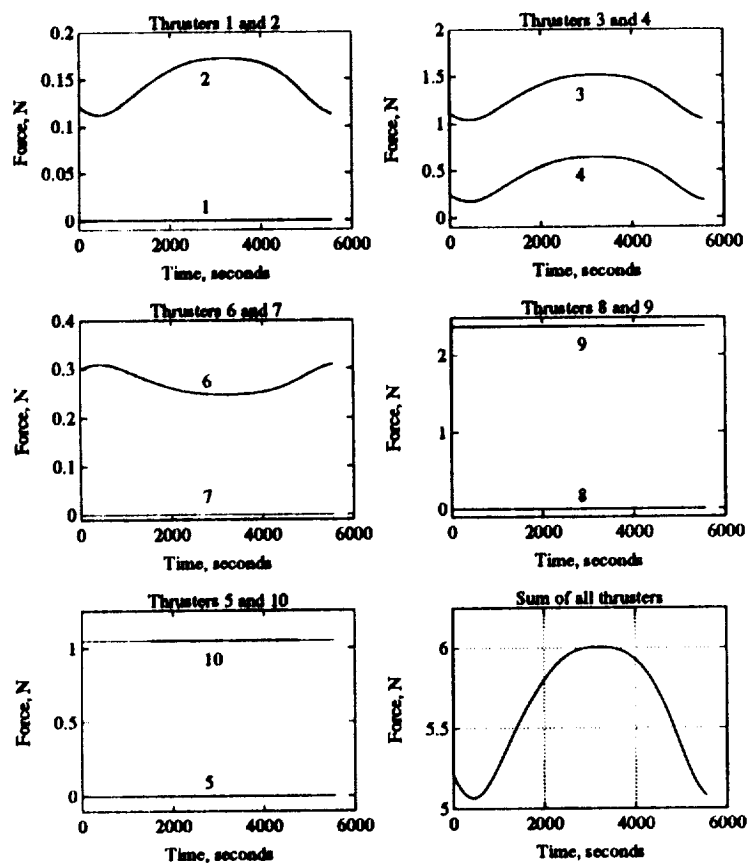 Thrusters 1 and 2
Force, N
0.2
0.15
0.1
0.05
0
2
1
0 2000 4000 6000
Time, seconds
Thrusters 3 and 4
Force, N
2
1.5
1
0.5
0
3
4
0 2000 4000 6000
Time, seconds
Thrusters 6 and 7
Force, N
0.4
0.3
0.2
0.1
0
6
7
0 2000 4000 6000
Time, seconds
Thrusters 8 and 9
Force, N
2
1
0
9
8
0 2000 4000 6000
Time, seconds
Thrusters 5 and 10
Force, N
1
0.5
0
10
5
0 2000 4000 6000
Time, seconds
Sum of all thrusters
Force, N
6
5.5
5
0 2000 4000 6000
Time, seconds